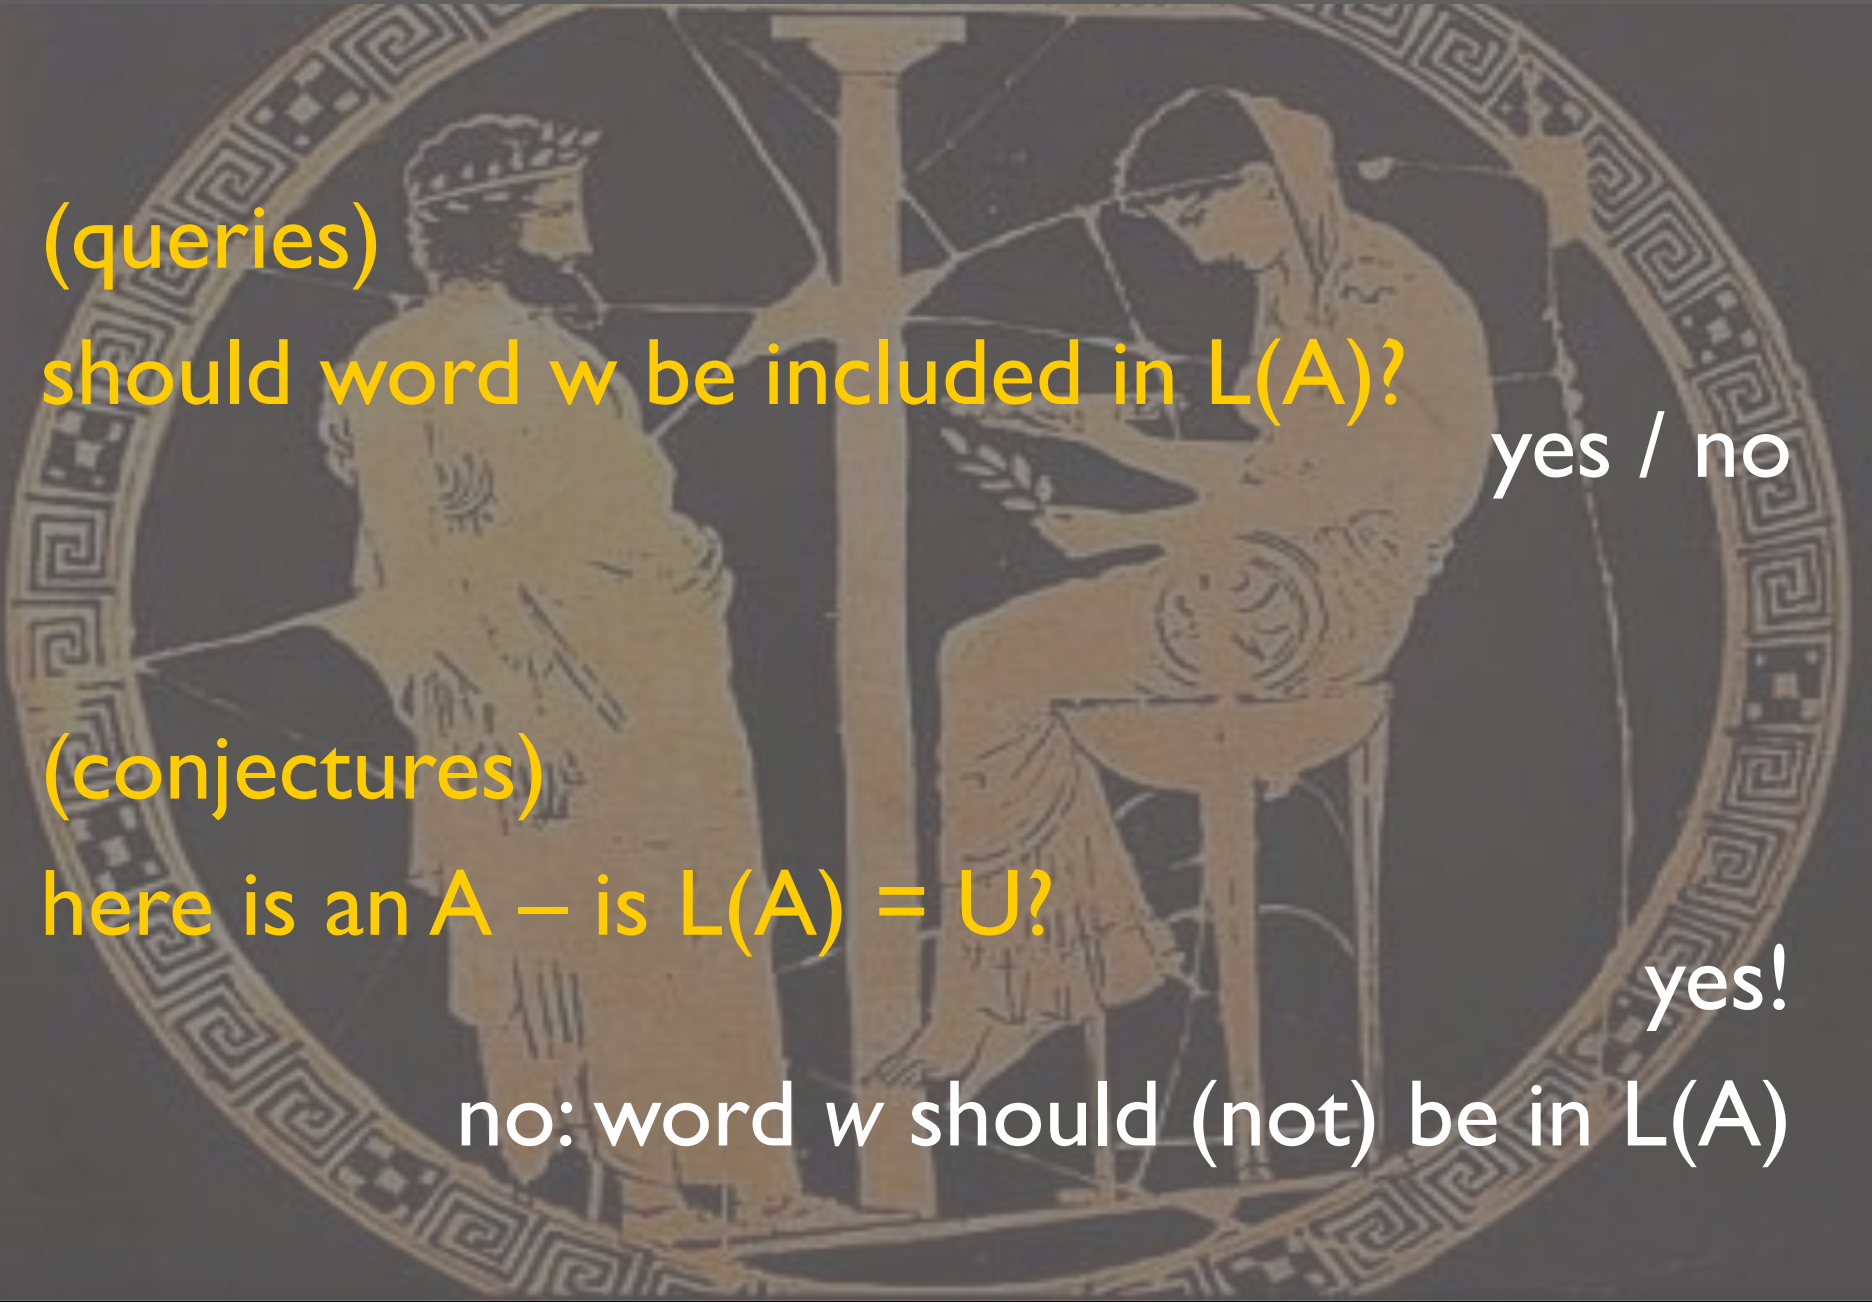 (queries)
should word w be included in L(A)?
yes / no
(conjectures)
here is an A – is L(A) = U?
yes!
no: word w should (not) be in L(A)